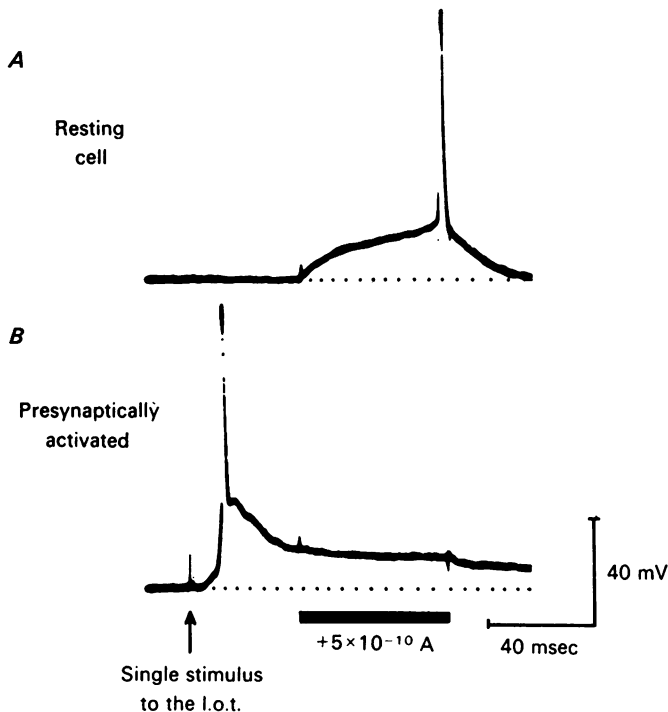 A
Resting
cell
B
Presynaptically
activated
40 mV
+5×10⁻¹⁰ A
40 msec
Single stimulus
to the l.o.t.